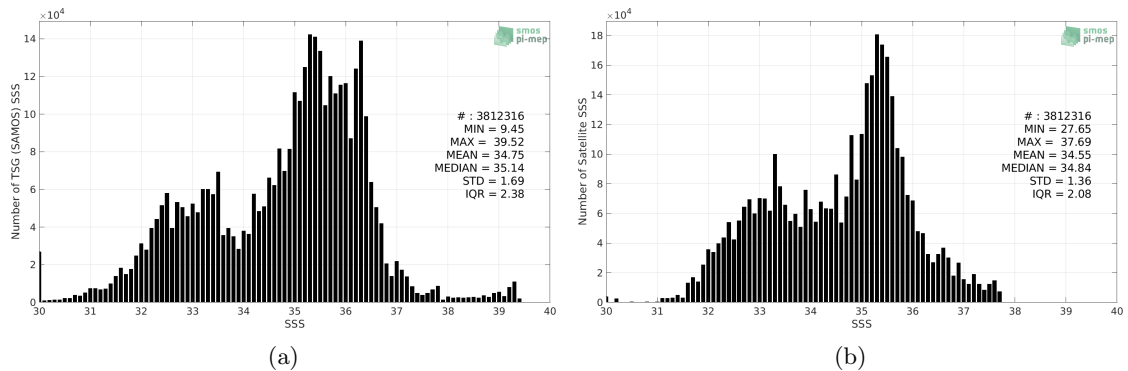 ×10⁴
smos
pi-mep
Number of TSG (SAMOS) SSS
14
12
10
8
6
4
2
0
# : 3812316
MIN = 9.45
MAX = 39.52
MEAN = 34.75
MEDIAN = 35.14
STD = 1.69
IQR = 2.38
30 31 32 33 34 35 36 37 38 39 40
SSS
(a)
×10⁴
smos
pi-mep
Number of Satellite SSS
18
16
14
12
10
8
6
4
2
0
# : 3812316
MIN = 27.65
MAX = 37.69
MEAN = 34.55
MEDIAN = 34.84
STD = 1.36
IQR = 2.08
30 31 32 33 34 35 36 37 38 39 40
SSS
(b)